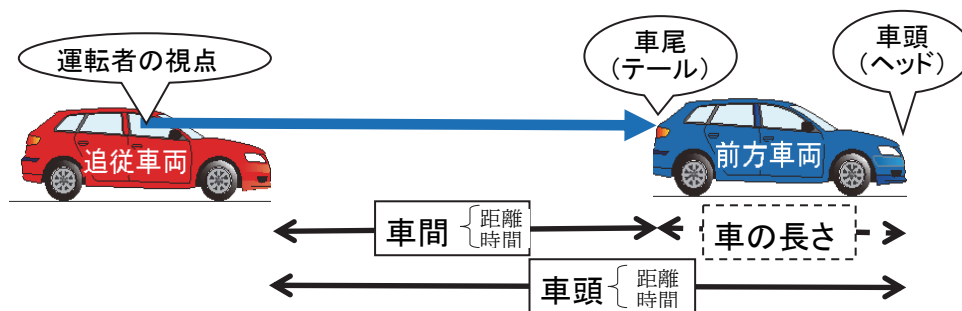 運転者の視点
車尾
(テール)
車頭
(ヘッド)
追従車両
前方車両
車間 距離
時間
車の長さ
車頭 距離
時間